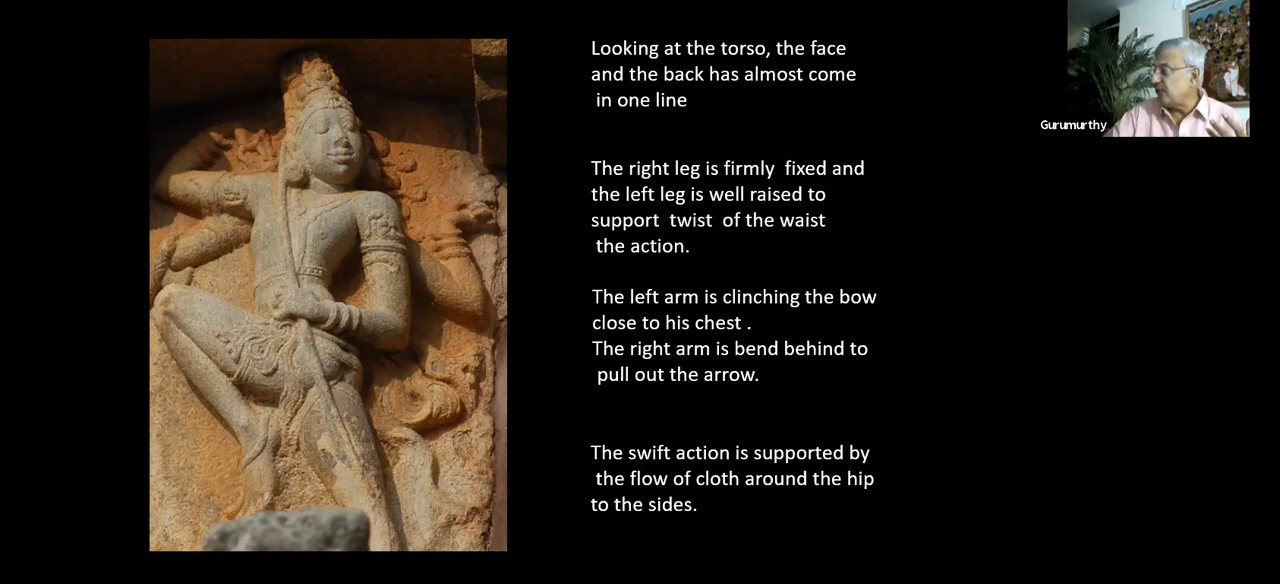 Looking at the torso, the face
and the back has almost come
in one line
The right leg is firmly fixed and
the left leg is well raised to
support twist of the waist
the action.
The left arm is clinching the bow
close to his chest .
The right arm is bend behind to
pull out the arrow.
The swift action is supported by
the flow of cloth around the hip
to the sides.
Gurumurthy